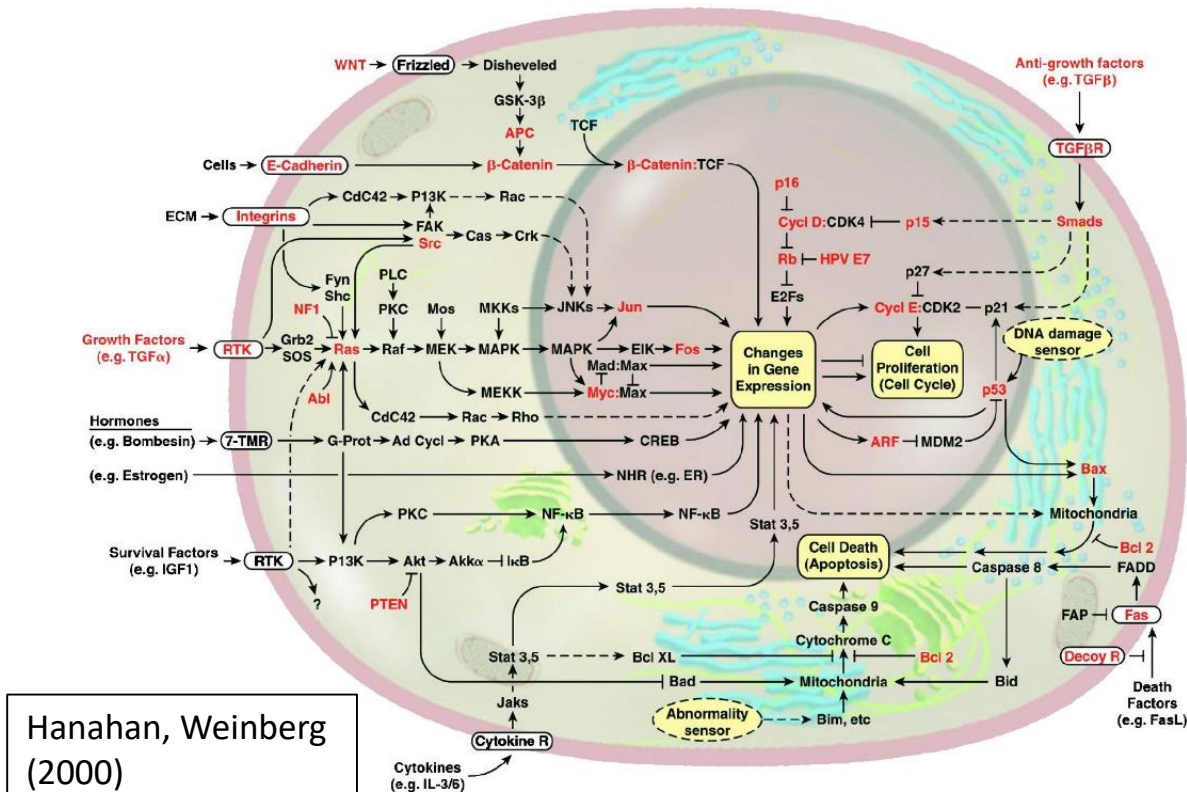 WNT
Frizzled
Disheveled
GSK-3β
APC
TCF
Cells
E-Cadherin
β-Catenin
β-Catenin:TCF
Anti-growth factors
(e.g. TGFβ)
TGFβR
Smads
p16
Cycl D:CDK4
p15
Rb
HPV E7
E2Fs
p27
Cycl E:CDK2
p21
DNA damage
sensor
CdC42
P13K
Rac
ECM
Integrins
FAK
Src
Cas
Crk
Fyn
Shc
PLC
NF1
PKC
Mos
MKKs
JNKs
Jun
Growth Factors
(e.g. TGFα)
RTK
Grb2
SOS
Ras
Raf
MEK
MAPK
MAPK
ElK
Fos
Mad:Max
MEKK
Myc:Max
Abl
CdC42
Rac
Rho
Changes
in Gene
Expression
Cell
Proliferation
(Cell Cycle)
p53
ARF
MDM2
Bax
Hormones
(e.g. Bombesin)
7-TMR
G-Prot
Ad Cycl
PKA
CREB
(e.g. Estrogen)
NHR (e.g. ER)
PKC
NF-κB
NF-κB
Stat 3,5
Mitochondria
Survival Factors
(e.g. IGF1)
RTK
P13K
Akt
Akkα
IκB
?
PTEN
Stat 3,5
Cell Death
(Apoptosis)
Bcl 2
Caspase 8
FADD
Caspase 9
FAP
Fas
Cytochrome C
Stat 3,5
Bcl XL
Bcl 2
Decoy R
Bad
Mitochondria
Bid
Death
Factors
(e.g. FasL)
Jaks
Abnormality
sensor
Bim, etc
Cytokine R
Cytokines
(e.g. IL-3/6)
Hanahan, Weinberg
(2000)